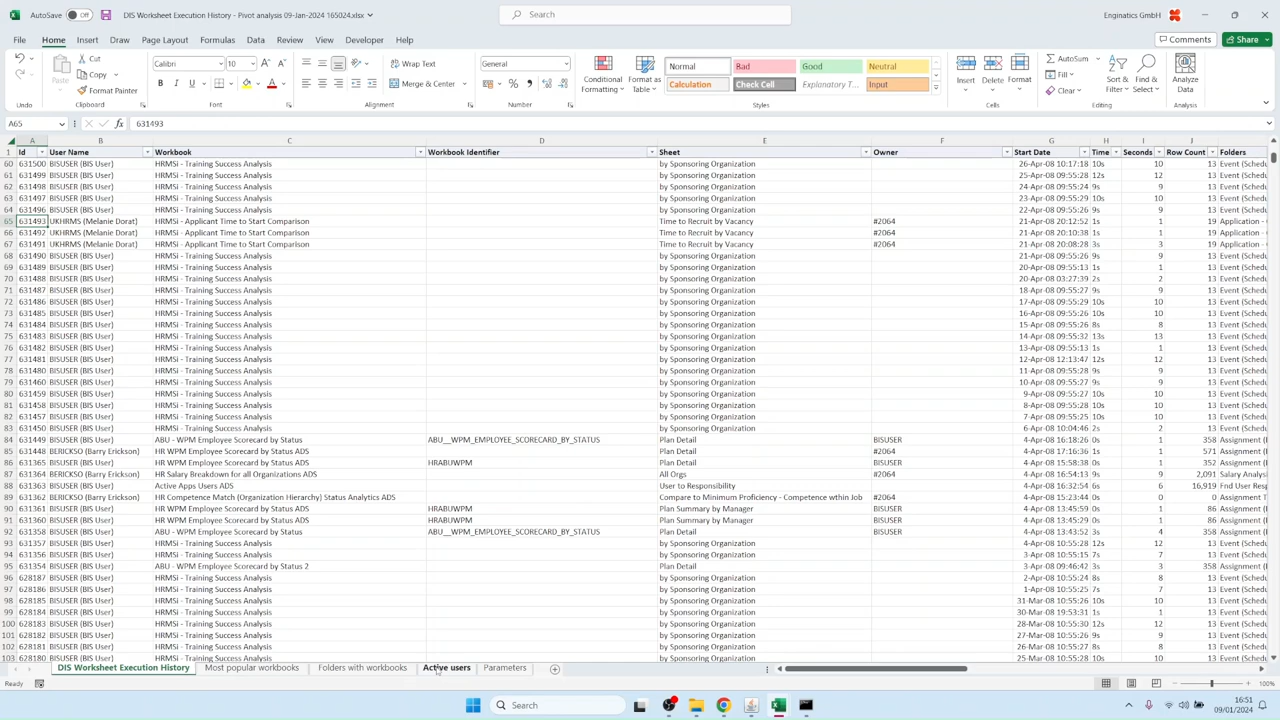 AutoSave Off DIS Worksheet Execution History - Pivot analysis 09-Jan-2024 165024.xlsx Search Enginatics GmbH
File Home Insert Draw Page Layout Formulas Data Review View Developer Help Comments Share
Paste Cut Copy Format Painter Calibri 10 Wrap Text Merge & Center General Conditional Formatting Format as Table Normal Bad Good Neutral Calculation Check Cell Explanatory T... Input Insert Delete Format AutoSum Fill Clear Sort & Filter Find & Select Analyze Data
Undo Clipboard Font Alignment Number Styles Cells Editing Analysis
A65 631493
A B C D E F G H I J
1 Id User Name Workbook Workbook Identifier Sheet Owner Start Date Time Seconds Row Count Folders
60 631500 BISUSER (BIS User) HRMSi - Training Success Analysis by Sponsoring Organization 26-Apr-08 10:17:18 10s 10 13 Event (Sched
61 631499 BISUSER (BIS User) HRMSi - Training Success Analysis by Sponsoring Organization 25-Apr-08 09:55:28 12s 12 13 Event (Sched
62 631498 BISUSER (BIS User) HRMSi - Training Success Analysis by Sponsoring Organization 24-Apr-08 09:55:24 9s 9 13 Event (Sched
63 631497 BISUSER (BIS User) HRMSi - Training Success Analysis by Sponsoring Organization 23-Apr-08 09:55:29 10s 10 13 Event (Sched
64 631496 BISUSER (BIS User) HRMSi - Training Success Analysis by Sponsoring Organization 22-Apr-08 09:55:26 9s 9 13 Event (Sched
65 631493 UKHRMS (Melanie Dorat) HRMSi - Applicant Time to Start Comparison Time to Recruit by Vacancy #2064 21-Apr-08 20:12:52 1s 1 19 Application -
66 631492 UKHRMS (Melanie Dorat) HRMSi - Applicant Time to Start Comparison Time to Recruit by Vacancy #2064 21-Apr-08 20:10:38 1s 1 19 Application -
67 631491 UKHRMS (Melanie Dorat) HRMSi - Applicant Time to Start Comparison Time to Recruit by Vacancy #2064 21-Apr-08 20:08:28 3s 3 19 Application -
68 631490 BISUSER (BIS User) HRMSi - Training Success Analysis by Sponsoring Organization 21-Apr-08 09:55:26 9s 9 13 Event (Sched
69 631489 BISUSER (BIS User) HRMSi - Training Success Analysis by Sponsoring Organization 20-Apr-08 09:55:13 1s 1 13 Event (Sched
70 631488 BISUSER (BIS User) HRMSi - Training Success Analysis by Sponsoring Organization 20-Apr-08 03:27:39 2s 2 13 Event (Sched
71 631487 BISUSER (BIS User) HRMSi - Training Success Analysis by Sponsoring Organization 18-Apr-08 09:55:27 9s 9 13 Event (Sched
72 631486 BISUSER (BIS User) HRMSi - Training Success Analysis by Sponsoring Organization 17-Apr-08 09:55:29 10s 10 13 Event (Sched
73 631485 BISUSER (BIS User) HRMSi - Training Success Analysis by Sponsoring Organization 16-Apr-08 09:55:26 10s 10 13 Event (Sched
74 631484 BISUSER (BIS User) HRMSi - Training Success Analysis by Sponsoring Organization 15-Apr-08 09:55:26 8s 8 13 Event (Sched
75 631483 BISUSER (BIS User) HRMSi - Training Success Analysis by Sponsoring Organization 14-Apr-08 09:55:32 13s 13 13 Event (Sched
76 631482 BISUSER (BIS User) HRMSi - Training Success Analysis by Sponsoring Organization 13-Apr-08 09:55:13 1s 1 13 Event (Sched
77 631481 BISUSER (BIS User) HRMSi - Training Success Analysis by Sponsoring Organization 12-Apr-08 12:13:47 12s 12 13 Event (Sched
78 631480 BISUSER (BIS User) HRMSi - Training Success Analysis by Sponsoring Organization 11-Apr-08 09:55:28 9s 9 13 Event (Sched
79 631460 BISUSER (BIS User) HRMSi - Training Success Analysis by Sponsoring Organization 10-Apr-08 09:55:27 9s 9 13 Event (Sched
80 631459 BISUSER (BIS User) HRMSi - Training Success Analysis by Sponsoring Organization 9-Apr-08 09:55:27 10s 10 13 Event (Sched
81 631458 BISUSER (BIS User) HRMSi - Training Success Analysis by Sponsoring Organization 8-Apr-08 09:55:26 10s 10 13 Event (Sched
82 631457 BISUSER (BIS User) HRMSi - Training Success Analysis by Sponsoring Organization 7-Apr-08 09:55:25 10s 10 13 Event (Sched
83 631450 BISUSER (BIS User) HRMSi - Training Success Analysis by Sponsoring Organization 6-Apr-08 10:04:46 2s 2 13 Event (Sched
84 631449 BISUSER (BIS User) ABU - WPM Employee Scorecard by Status ABU__WPM_EMPLOYEE_SCORECARD_BY_STATUS Plan Detail BISUSER 4-Apr-08 16:18:26 0s 1 358 Assignment (
85 631448 BERICKSO (Barry Erickson) HR WPM Employee Scorecard by Status ADS Plan Detail #2064 4-Apr-08 17:16:36 1s 1 571 Assignment (
86 631365 BISUSER (BIS User) HR WPM Employee Scorecard by Status ADS HRABUWPM Plan Detail BISUSER 4-Apr-08 15:58:38 0s 1 352 Assignment (
87 631364 BERICKSO (Barry Erickson) HR Salary Breakdown for all Organizations ADS All Orgs #2064 4-Apr-08 16:54:13 9s 9 2,091 Salary Analysi
88 631363 BISUSER (BIS User) Active Apps Users ADS User to Responsibility 4-Apr-08 16:32:54 6s 6 16,919 Fnd User Resp
89 631362 BERICKSO (Barry Erickson) HR Competence Match (Organization Hierarchy) Status Analytics ADS Compare to Minimum Proficiency - Competence wthin Job #2064 4-Apr-08 15:23:44 0s 0 0 Assignment T
90 631361 BISUSER (BIS User) HR WPM Employee Scorecard by Status ADS HRABUWPM Plan Summary by Manager BISUSER 4-Apr-08 13:45:59 0s 1 86 Assignment (
91 631360 BISUSER (BIS User) HR WPM Employee Scorecard by Status ADS HRABUWPM Plan Summary by Manager BISUSER 4-Apr-08 13:45:29 0s 1 86 Assignment (
92 631358 BISUSER (BIS User) ABU - WPM Employee Scorecard by Status ABU__WPM_EMPLOYEE_SCORECARD_BY_STATUS Plan Detail BISUSER 4-Apr-08 13:43:52 3s 4 358 Assignment (
93 631357 BISUSER (BIS User) HRMSi - Training Success Analysis by Sponsoring Organization 4-Apr-08 10:55:28 12s 12 13 Event (Sched
94 631356 BISUSER (BIS User) HRMSi - Training Success Analysis by Sponsoring Organization 3-Apr-08 10:55:15 7s 7 13 Event (Sched
95 631354 BISUSER (BIS User) ABU - WPM Employee Scorecard by Status 2 Plan Detail 3-Apr-08 09:46:42 3s 3 358 Assignment (
96 628187 BISUSER (BIS User) HRMSi - Training Success Analysis by Sponsoring Organization 2-Apr-08 10:55:24 8s 8 13 Event (Sched
97 628186 BISUSER (BIS User) HRMSi - Training Success Analysis by Sponsoring Organization 1-Apr-08 10:55:25 7s 7 13 Event (Sched
98 628185 BISUSER (BIS User) HRMSi - Training Success Analysis by Sponsoring Organization 31-Mar-08 10:55:26 9s 9 13 Event (Sched
99 628184 BISUSER (BIS User) HRMSi - Training Success Analysis by Sponsoring Organization 30-Mar-08 19:53:31 1s 1 13 Event (Sched
100 628183 BISUSER (BIS User) HRMSi - Training Success Analysis by Sponsoring Organization 28-Mar-08 10:55:30 12s 12 13 Event (Sched
101 628182 BISUSER (BIS User) HRMSi - Training Success Analysis by Sponsoring Organization 27-Mar-08 10:55:26 9s 9 13 Event (Sched
102 628181 BISUSER (BIS User) HRMSi - Training Success Analysis by Sponsoring Organization 26-Mar-08 10:55:28 9s 9 13 Event (Sched
103 628180 BISUSER (BIS User) HRMSi - Training Success Analysis by Sponsoring Organization 25-Mar-08 10:55:25 10s 10 13 Event (Sched
DIS Worksheet Execution History Most popular workbooks Folders with workbooks Active users Parameters
Ready 100%
Search 16:51
09/01/2024